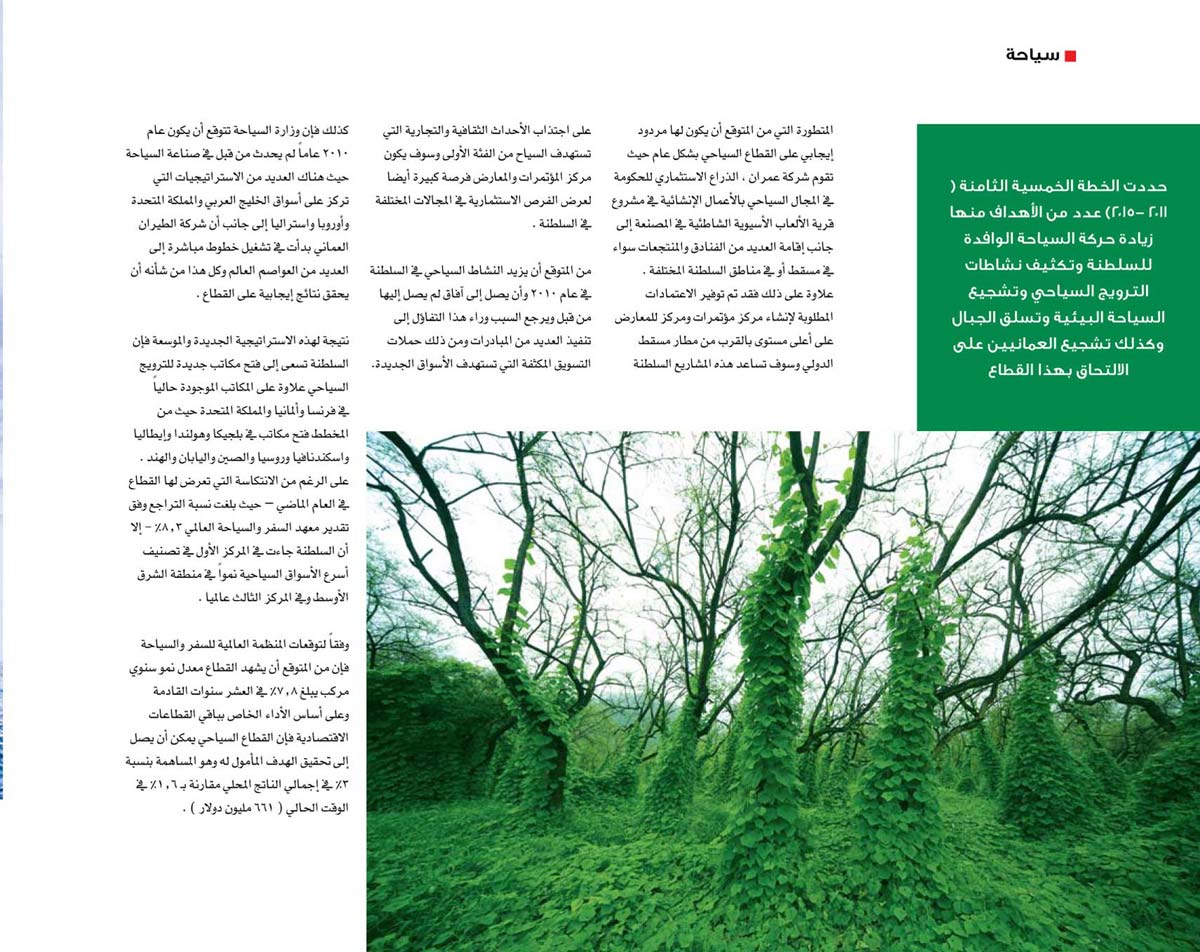 سياحة
حددت الخطة الخمسية الثامنة (
٢٠١١ –٢٠١٥) عدد من الأهداف منها
زيادة حركة السياحة الوافدة
للسلطنة وتكثيف نشاطات
الترويج السياحي وتشجيع
السياحة البيئية وتسلق الجبال
وكذلك تشجيع العمانيين على
الالتحاق بهذا القطاع
المتطورة التي من المتوقع أن يكون لها مردود
إيجابي على القطاع السياحي بشكل عام حيث
تقوم شركة عمران ، الذراع الاستثماري للحكومة
في المجال السياحي بالأعمال الإنشائية في مشروع
قرية الألعاب الأسيوية الشاطئية في المصنعة إلى
جانب إقامة العديد من الفنادق والمنتجعات سواء
في مسقط أو في مناطق السلطنة المختلفة .
علاوة على ذلك فقد تم توفير الاعتمادات
المطلوبة لإنشاء مركز مؤتمرات ومركز للمعارض
على أعلى مستوى بالقرب من مطار مسقط
الدولي وسوف تساعد هذه المشاريع السلطنة
على اجتذاب الأحداث الثقافية والتجارية التي
تستهدف السياح من الفئة الأولى وسوف يكون
مركز المؤتمرات والمعارض فرصة كبيرة أيضا
لعرض الفرص الاستثمارية في المجالات المختلفة
في السلطنة .
من المتوقع أن يزيد النشاط السياحي في السلطنة
في عام ٢٠١٠ وأن يصل إلى آفاق لم يصل إليها
من قبل ويرجع السبب وراء هذا التفاؤل إلى
تنفيذ العديد من المبادرات ومن ذلك حملات
التسويق المكثفة التي تستهدف الأسواق الجديدة.
كذلك فإن وزارة السياحة تتوقع أن يكون عام
٢٠١٠ عاماً لم يحدث من قبل في صناعة السياحة
حيث هناك العديد من الاستراتيجيات التي
تركز على أسواق الخليج العربي والمملكة المتحدة
وأوروبا واستراليا إلى جانب أن شركة الطيران
العماني بدأت في تشغيل خطوط مباشرة إلى
العديد من العواصم العالم وكل هذا من شأنه أن
يحقق نتائج إيجابية على القطاع .
نتيجة لهذه الاستراتيجية الجديدة والموسعة فإن
السلطنة تسعى إلى فتح مكاتب جديدة للترويج
السياحي علاوة على المكاتب الموجودة حالياً
في فرنسا وألمانيا والمملكة المتحدة حيث من
المخطط فتح مكاتب في بلجيكا وهولندا وإيطاليا
واسكندنافيا وروسيا والصين واليابان والهند .
على الرغم من الانتكاسة التي تعرض لها القطاع
في العام الماضي – حيث بلغت نسبة التراجع وفق
تقدير معهد السفر والسياحة العالمي ٨,٣٪ - إلا
أن السلطنة جاءت في المركز الأول في تصنيف
أسرع الأسواق السياحية نمواً في منطقة الشرق
الأوسط وفي المركز الثالث عالميا .
وفقاً لتوقعات المنظمة العالمية للسفر والسياحة
فإن من المتوقع أن يشهد القطاع معدل نمو سنوي
مركب يبلغ ٧,٨٪ في العشر سنوات القادمة
وعلى أساس الأداء الخاص بباقي القطاعات
الاقتصادية فإن القطاع السياحي يمكن أن يصل
إلى تحقيق الهدف المأمول له وهو المساهمة بنسبة
٣٪ في إجمالي الناتج المحلي مقارنة بـ ١,٦٪ في
الوقت الحالي ( ٦٦١ مليون دولار ) .